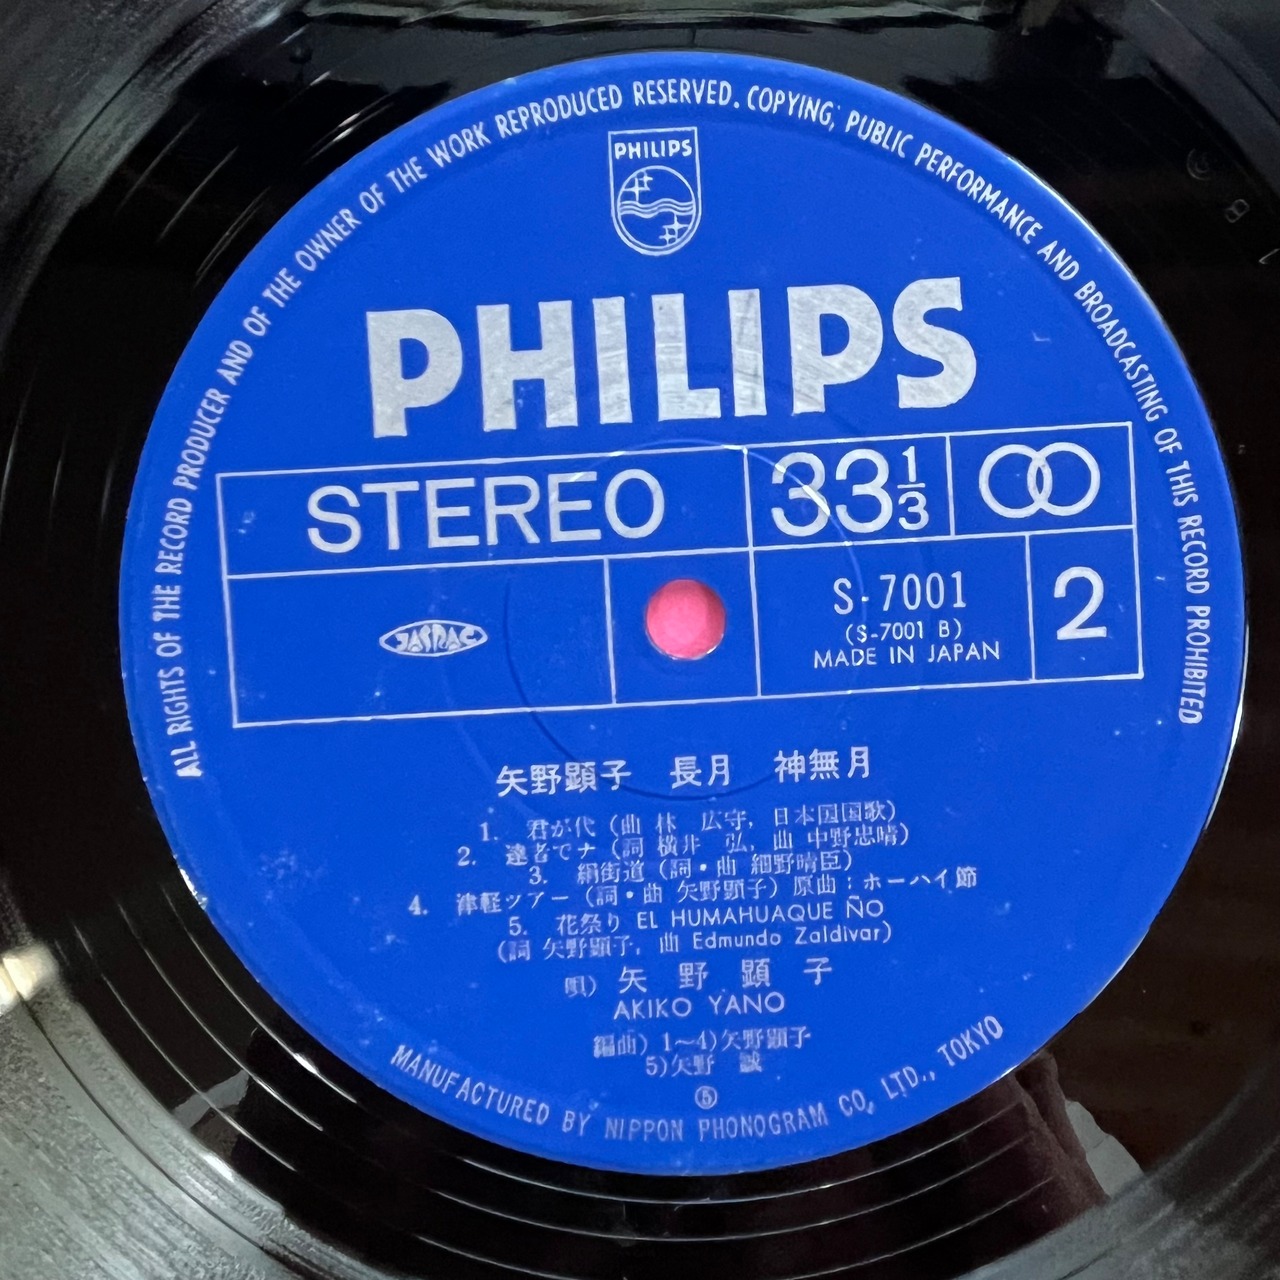 ALL RIGHTS OF THE RECORD PRODUCER AND OF THE OWNER OF THE WORK REPRODUCED RESERVED. COPYING, PUBLIC PERFORMANCE AND BROADCASTING OF THIS RECORD PROHIBITED
PHILIPS
PHILIPS
STEREO
33 1/3
JASRAC
S-7001
(S-7001 B)
MADE IN JAPAN
2
矢野顕子 長月 神無月
1. 君が代 (曲 林 広守, 日本国国歌)
2. 達者でナ (詞 横井 弘, 曲 中野忠晴)
3. 絹街道 (詞・曲 細野晴臣)
4. 津軽ツアー (詞・曲 矢野顕子) 原曲:ホーハイ節
5. 花祭り EL HUMAHUAQUE ÑO
(詞 矢野顕子, 曲 Edmundo Zaldivar)
唄) 矢野顕子
AKIKO YANO
編曲) 1〜4)矢野顕子
5)矢野 誠
Ⓢ
MANUFACTURED BY NIPPON PHONOGRAM CO., LTD., TOKYO